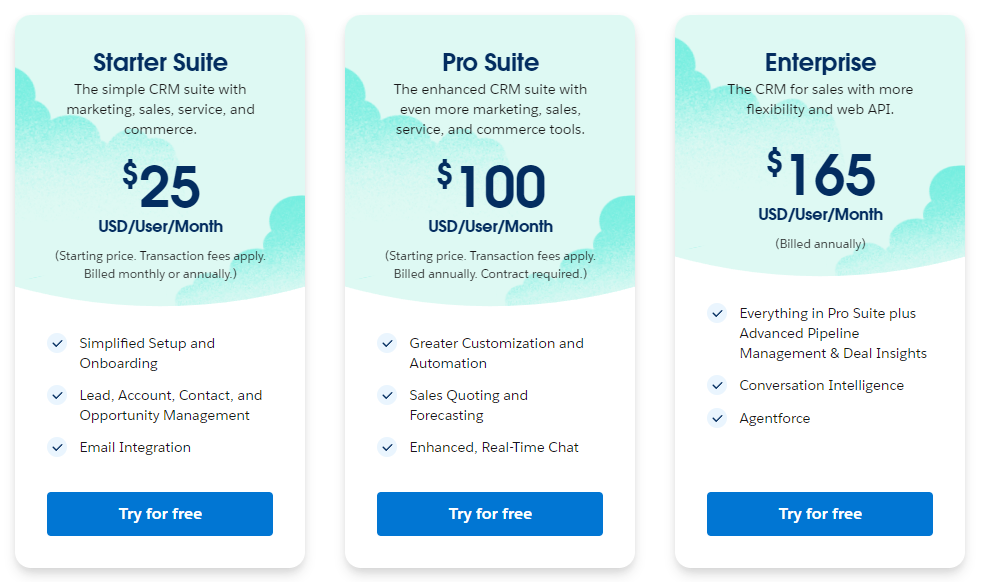 Starter Suite
The simple CRM suite with
marketing, sales, service, and
commerce.
$25
USD/User/Month
(Starting price. Transaction fees apply.
Billed monthly or annually.)
Simplified Setup and
Onboarding
Lead, Account, Contact, and
Opportunity Management
Email Integration
Try for free
Pro Suite
The enhanced CRM suite with
even more marketing, sales,
service, and commerce tools.
$100
USD/User/Month
(Starting price. Transaction fees apply.
Billed annually. Contract required.)
Greater Customization and
Automation
Sales Quoting and
Forecasting
Enhanced, Real-Time Chat
Try for free
Enterprise
The CRM for sales with more
flexibility and web API.
$165
USD/User/Month
(Billed annually)
Everything in Pro Suite plus
Advanced Pipeline
Management & Deal Insights
Conversation Intelligence
Agentforce
Try for free